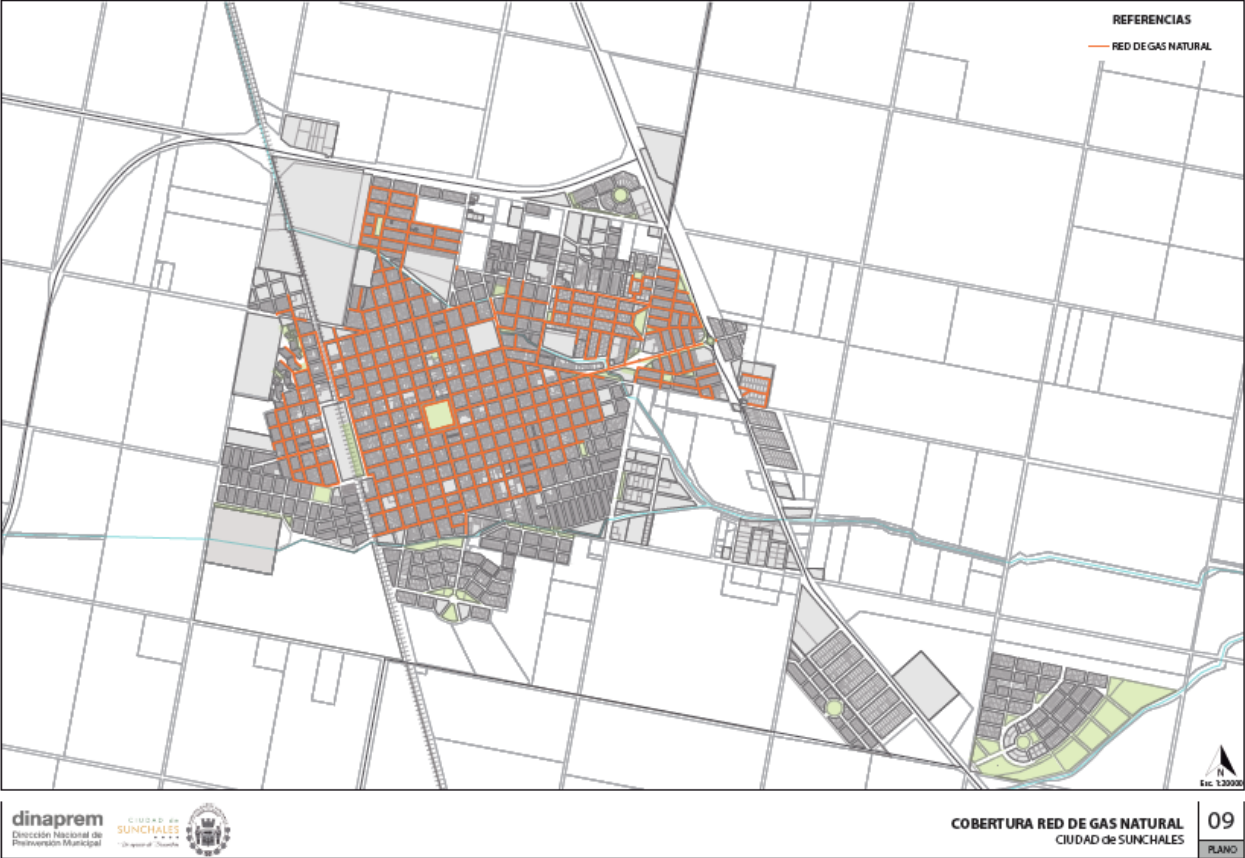 REFERENCIAS
RED DE GAS NATURAL
N
Esc. 1:20000
dinaprem
Dirección Nacional de
Preinversión Municipal
CIUDAD de
SUNCHALES
COBERTURA RED DE GAS NATURAL
CIUDAD de SUNCHALES
09
PLANO